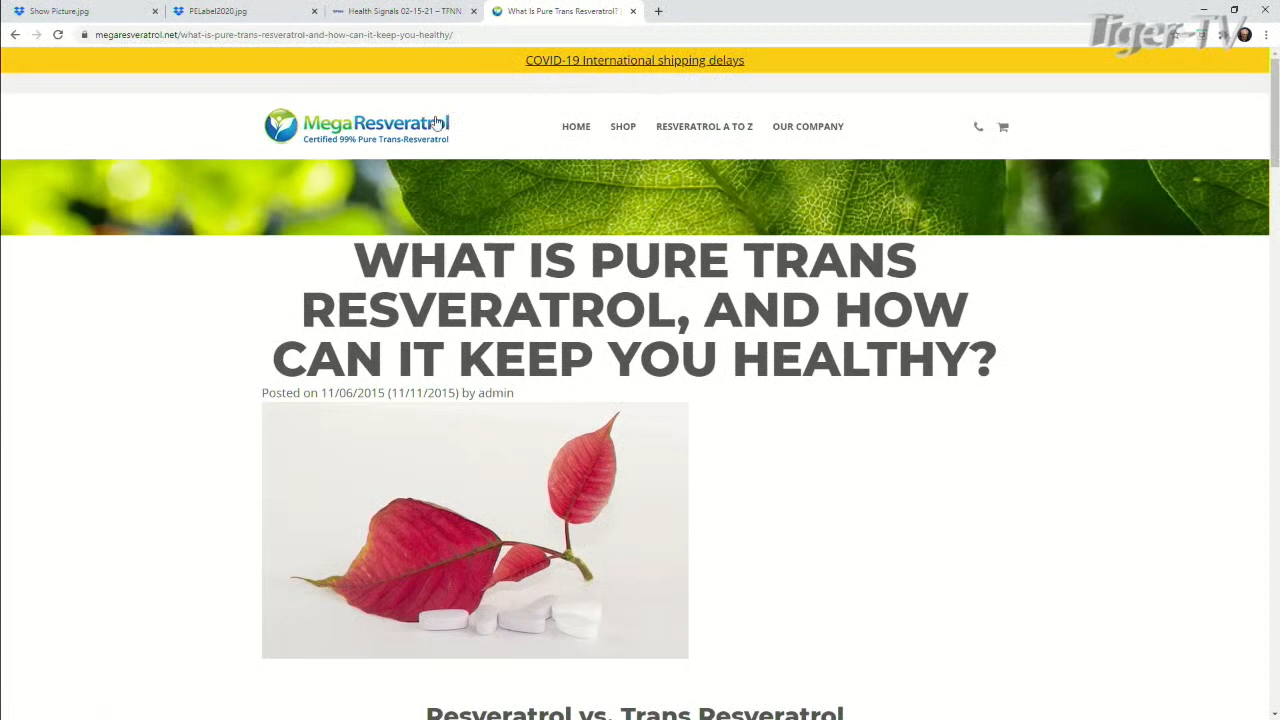 Show Picture.jpg
PELabel2020.jpg
Health Signals 02-15-21 – TFNN
What Is Pure Trans Resveratrol?
megaresveratrol.net/what-is-pure-trans-resveratrol-and-how-can-it-keep-you-healthy/
Tiger TV
COVID-19 International shipping delays
MegaResveratrol
Certified 99% Pure Trans-Resveratrol
HOME SHOP RESVERATROL A TO Z OUR COMPANY
WHAT IS PURE TRANS
RESVERATROL, AND HOW
CAN IT KEEP YOU HEALTHY?
Posted on 11/06/2015 (11/11/2015) by admin
Resveratrol vs. Trans Resveratrol